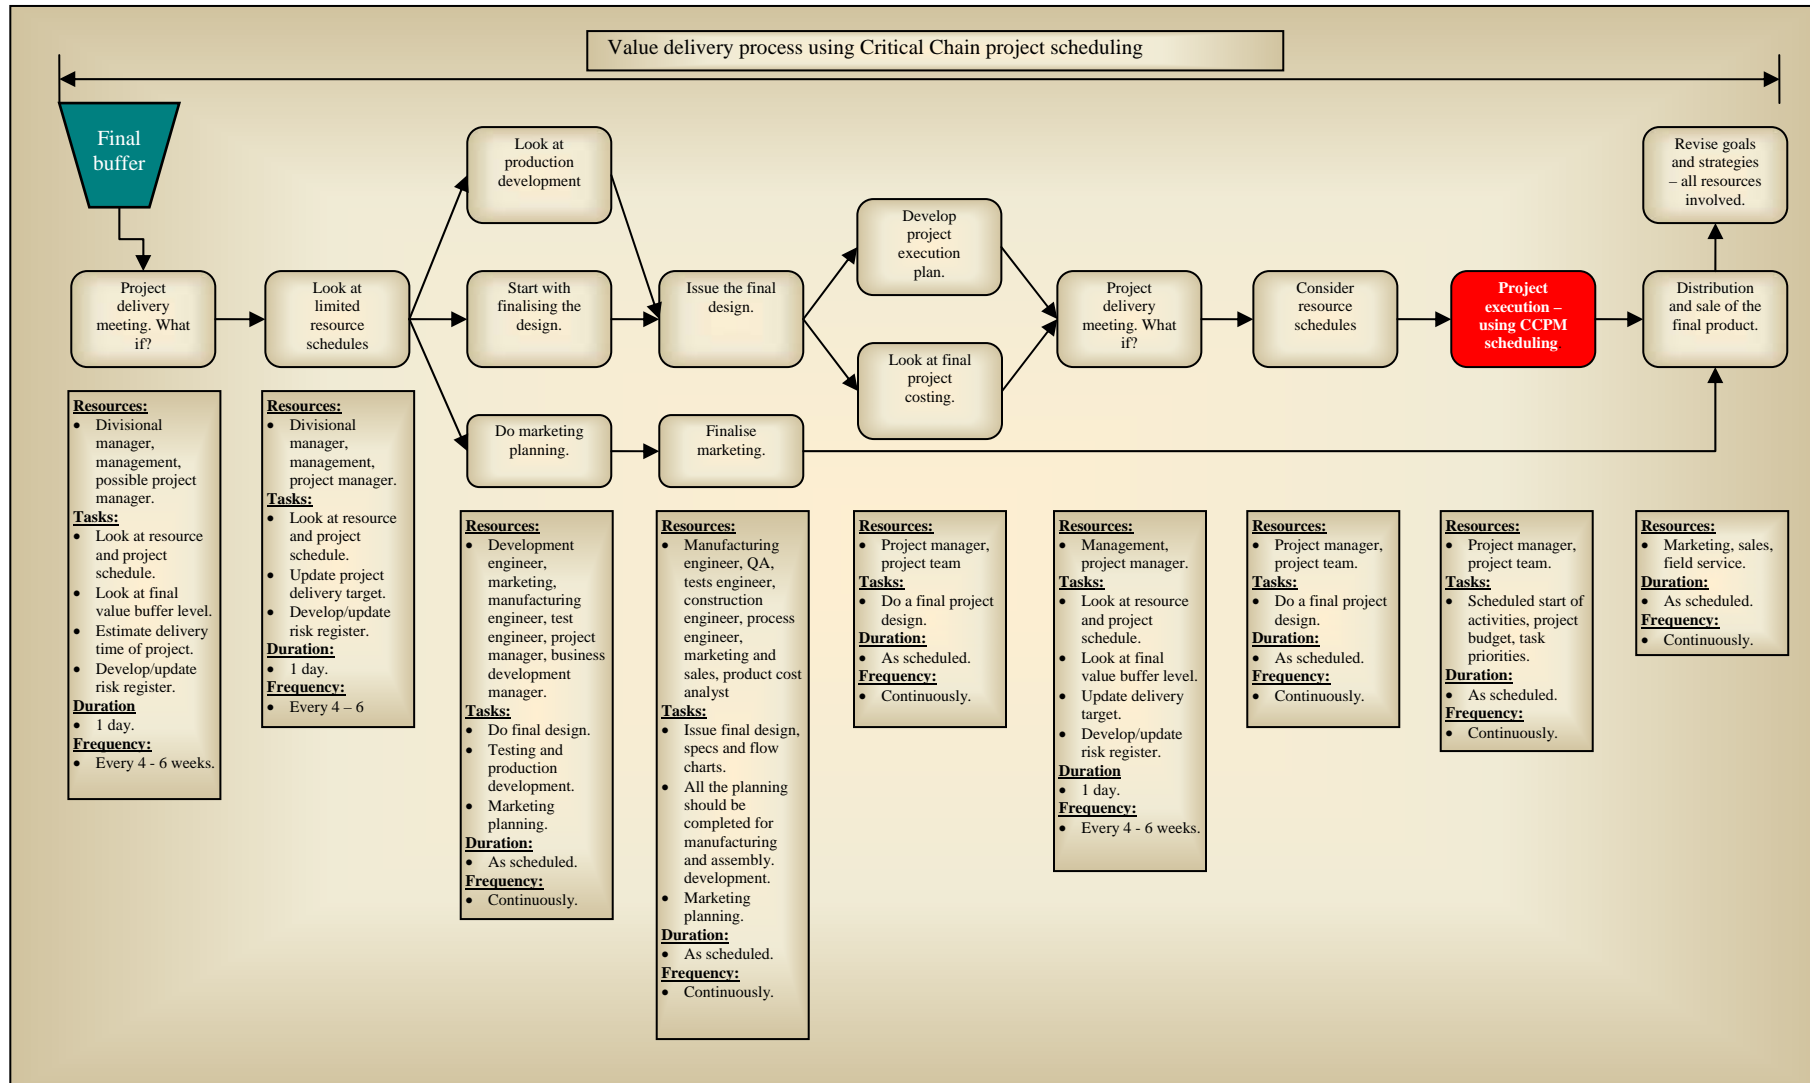 Value delivery process using Critical Chain project scheduling
Final
buffer
Project
delivery
meeting. What
if?
Look at
limited
resource
schedules
Look at
production
development
Start with
finalising the
design.
Do marketing
planning.
Issue the final
design.
Finalise
marketing.
Develop
project
execution
plan.
Look at final
project
costing.
Project
delivery
meeting. What
if?
Consider
resource
schedules
Project
execution –
using CCPM
scheduling
Revise goals
and strategies
– all resources
involved.
Distribution
and sale of the
final product.
Resources:
• Divisional
manager,
management,
possible project
manager.
Tasks:
• Look at resource
and project
schedule.
• Look at final
value buffer level.
• Estimate delivery
time of project.
• Develop/update
risk register.
Duration
• 1 day.
Frequency:
• Every 4 - 6 weeks.
Resources:
• Divisional
manager,
management,
project manager.
Tasks:
• Look at resource
and project
schedule.
• Update project
delivery target.
• Develop/update
risk register.
Duration:
• 1 day.
Frequency:
• Every 4 – 6
Resources:
• Development
engineer,
marketing,
manufacturing
engineer, test
engineer, project
manager, business
development
manager.
Tasks:
• Do final design.
• Testing and
production
development.
• Marketing
planning.
Duration:
• As scheduled.
Frequency:
• Continuously.
Resources:
• Manufacturing
engineer, QA,
tests engineer,
construction
engineer, process
engineer,
marketing and
sales, product cost
analyst
Tasks:
• Issue final design,
specs and flow
charts.
• All the planning
should be
completed for
manufacturing
and assembly.
development.
• Marketing
planning.
Duration:
• As scheduled.
Frequency:
• Continuously.
Resources:
• Project manager,
project team
Tasks:
• Do a final project
design.
Duration:
• As scheduled.
Frequency:
• Continuously.
Resources:
• Management,
project manager.
Tasks:
• Look at resource
and project
schedule.
• Look at final
value buffer level.
• Update delivery
target.
• Develop/update
risk register.
Duration
• 1 day.
Frequency:
• Every 4 - 6 weeks.
Resources:
• Project manager,
project team.
Tasks:
• Do a final project
design.
Duration:
• As scheduled.
Frequency:
• Continuously.
Resources:
• Project manager,
project team.
Tasks:
• Scheduled start of
activities, project
budget, task
priorities.
Duration:
• As scheduled.
Frequency:
• Continuously.
Resources:
• Marketing, sales,
field service.
Duration:
• As scheduled.
Frequency:
• Continuously.